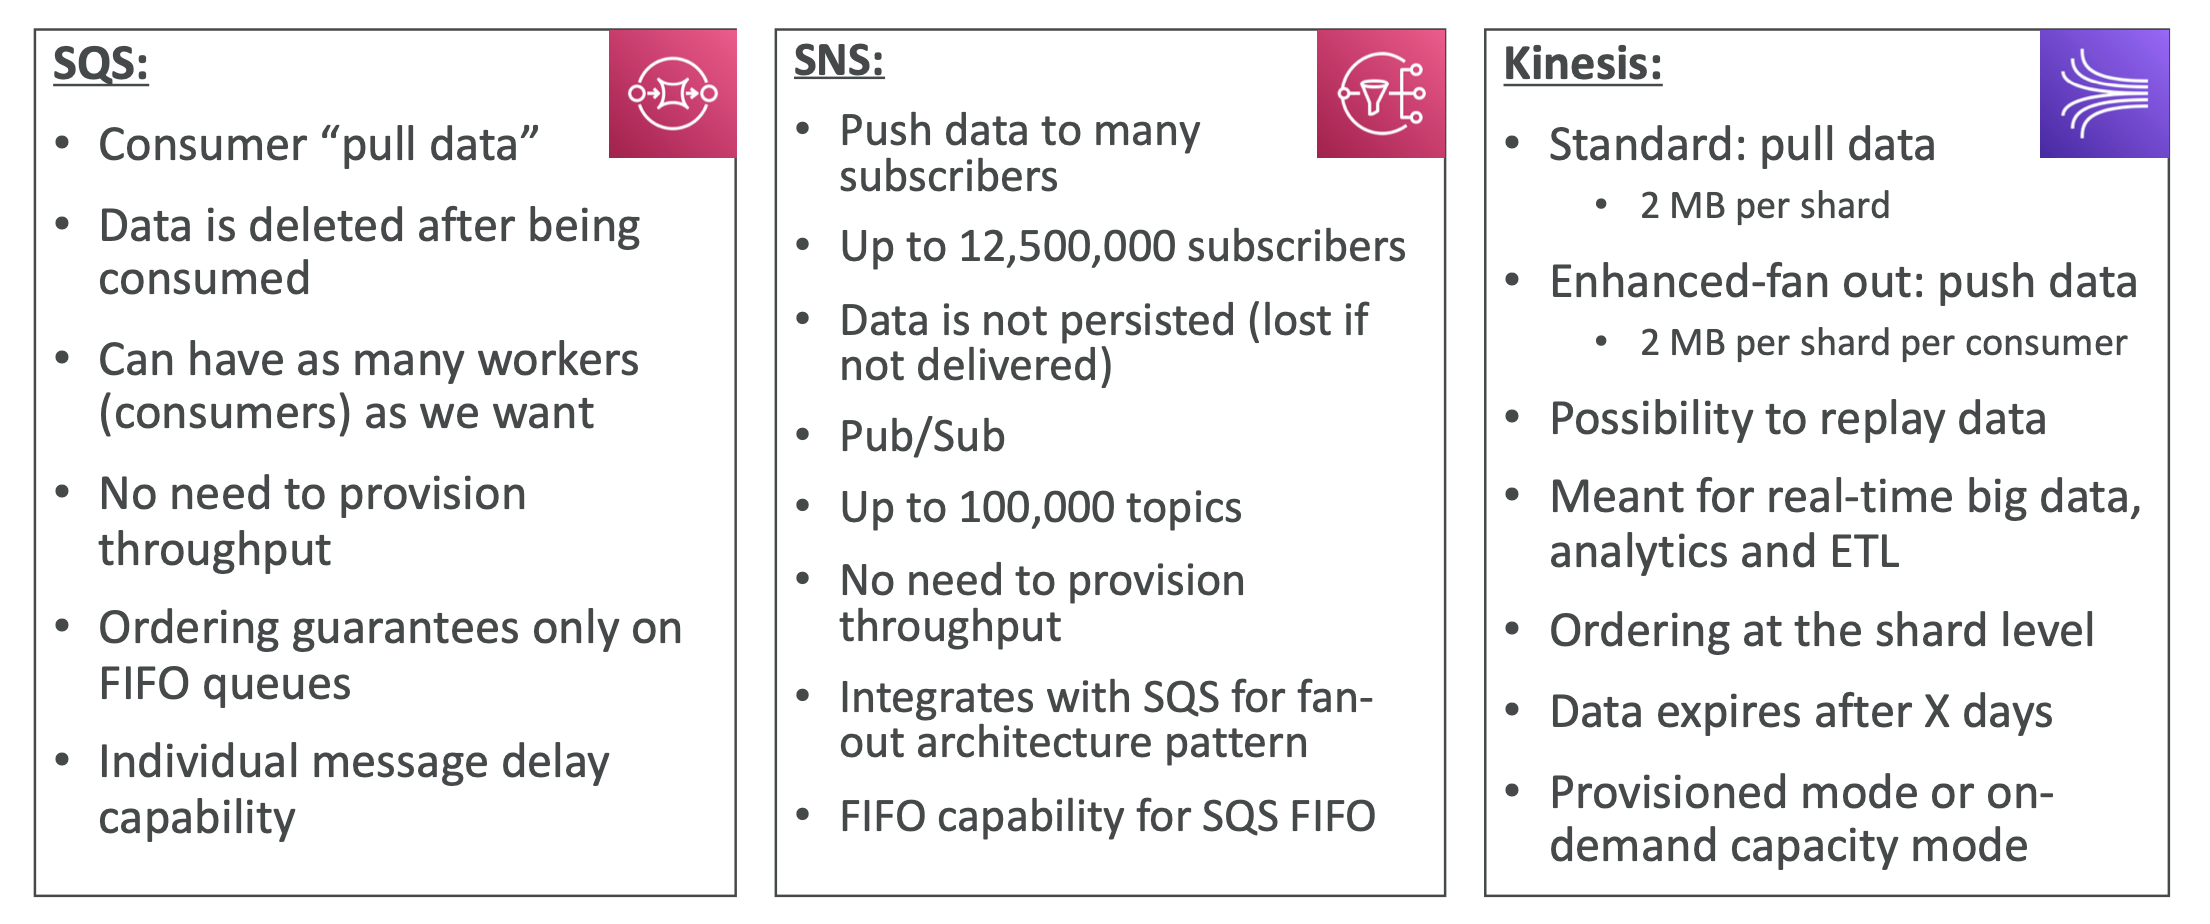 SQS:
• Consumer “pull data”
• Data is deleted after being
consumed
• Can have as many workers
(consumers) as we want
• No need to provision
throughput
• Ordering guarantees only on
FIFO queues
• Individual message delay
capability
SNS:
• Push data to many
subscribers
• Up to 12,500,000 subscribers
• Data is not persisted (lost if
not delivered)
• Pub/Sub
• Up to 100,000 topics
• No need to provision
throughput
• Integrates with SQS for fan-
out architecture pattern
• FIFO capability for SQS FIFO
Kinesis:
• Standard: pull data
• 2 MB per shard
• Enhanced-fan out: push data
• 2 MB per shard per consumer
• Possibility to replay data
• Meant for real-time big data,
analytics and ETL
• Ordering at the shard level
• Data expires after X days
• Provisioned mode or on-
demand capacity mode